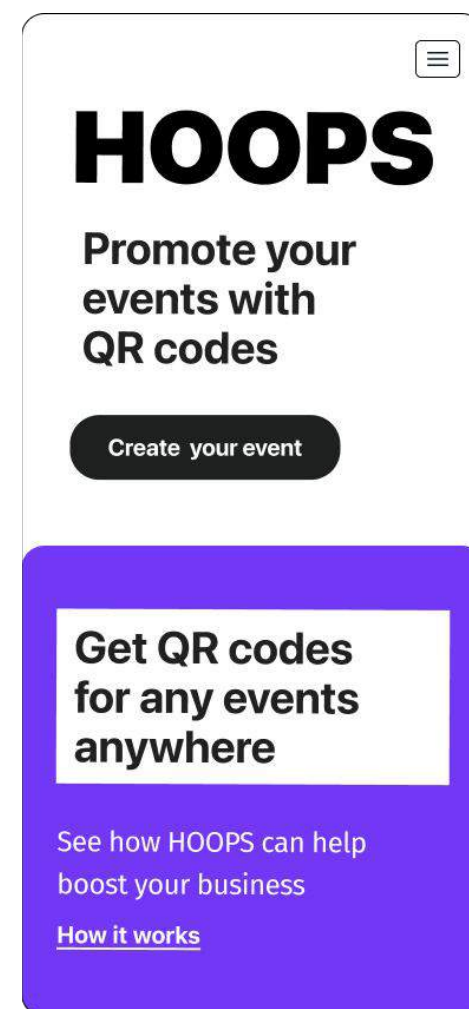 HOOPS
Promote your
events with
QR codes
Create your event
Get QR codes
for any events
anywhere
See how HOOPS can help
boost your business
How it works